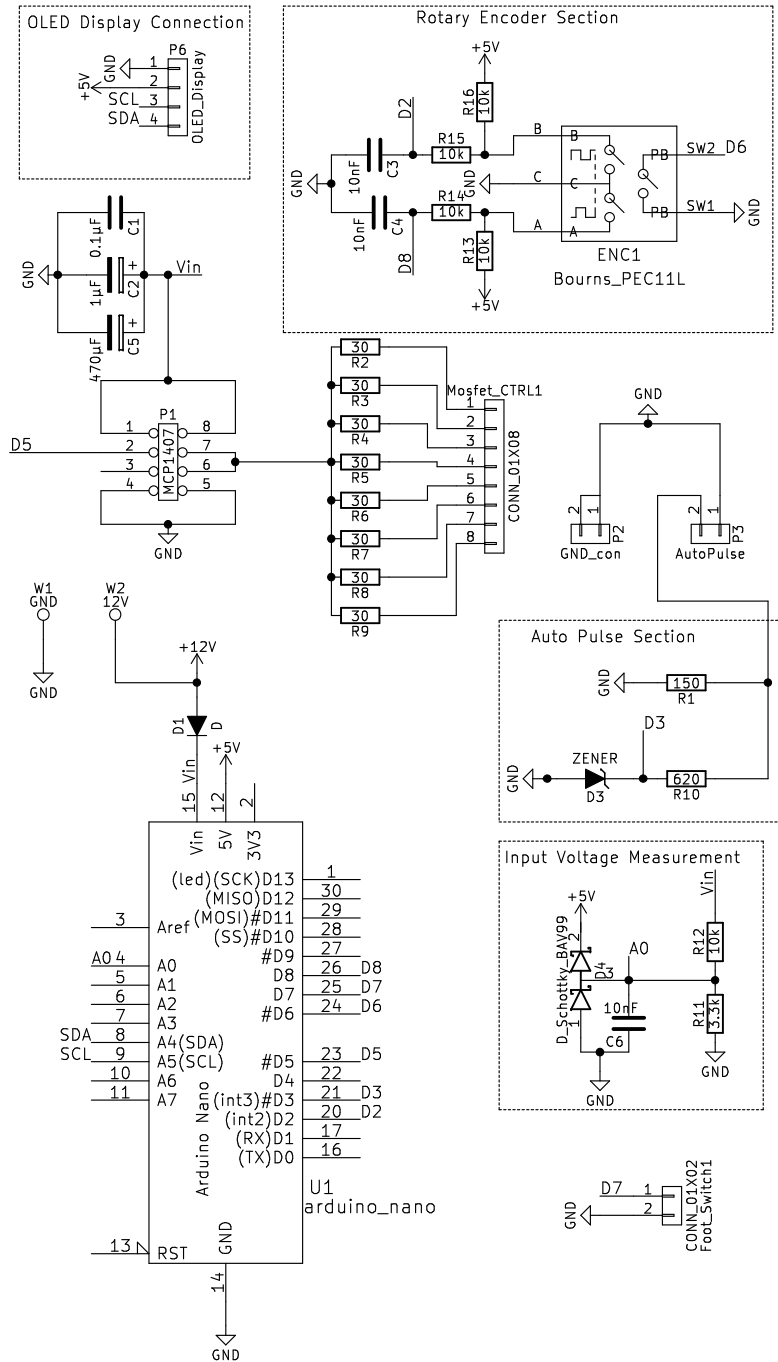 OLED Display Connection
P6
GND 1
+5V 2
SCL 3
SDA 4
OLED_Display
Rotary Encoder Section
+5V
R16
10k
D2
R15
10k
C3
10nF
GND
GND
R14
10k
C4
10nF
D8
R13
10k
+5V
B B
C C
A A
PB SW2 D6
PB SW1
GND
ENC1
Bourns_PEC11L
C1
0.1µF
GND
C2
1µF
+
Vin
C5
470µF
+
P1
MCP1407
1 8
D5 2 7
3 6
4 5
GND
30
R2
30
R3
30
R4
30
R5
30
R6
30
R7
30
R8
30
R9
Mosfet_CTRL1
1
2
3
4
5
6
7
8
CONN_01X08
GND
2 1
P2
GND_con
2 1
P3
AutoPulse
W1
GND
GND
W2
12V
+12V
D1 D
Vin
+5V
15 12 2
Vin 5V 3V3
Auto Pulse Section
GND
150
R1
D3
GND
ZENER
D3
620
R10
(led)(SCK)D13 1
(MISO)D12 30
(MOSI)#D11 29
(SS)#D10 28
#D9 27
D8 26 D8
D7 25 D7
#D6 24 D6
#D5 23 D5
D4 22
(int3)#D3 21 D3
(int2)D2 20 D2
(RX)D1 17
(TX)D0 16
3 Aref
A0 4 A0
5 A1
6 A2
7 A3
SDA 8 A4(SDA)
SCL 9 A5(SCL)
10 A6
11 A7
Arduino Nano
U1
arduino_nano
13 RST
GND
14
GND
Input Voltage Measurement
+5V
D_Schottky_BAV99
2
1
D4
3
A0
10nF
C6
GND
Vin
R12
10k
R11
3.3k
GND
D7 1
GND 2
CONN_01X02
Foot_Switch1